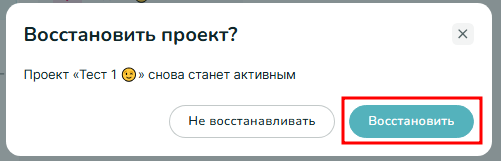 Восстановить проект?
Проект «Тест 1 😉» снова станет активным
Не восстанавливать
Восстановить